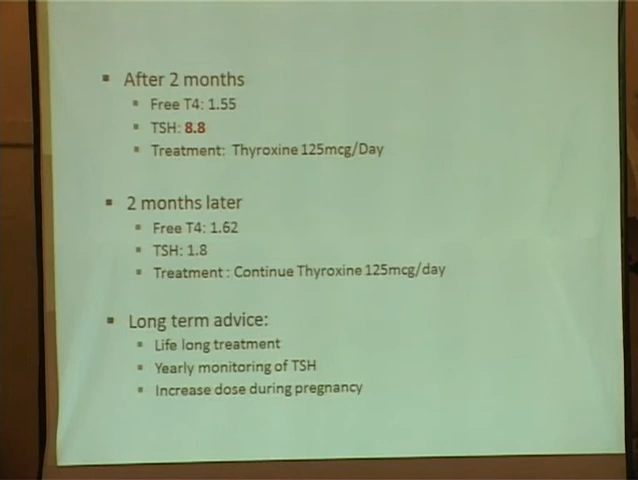 ▪ After 2 months
▪ Free T4: 1.55
▪ TSH: 8.8
▪ Treatment: Thyroxine 125mcg/Day
▪ 2 months later
▪ Free T4: 1.62
▪ TSH: 1.8
▪ Treatment : Continue Thyroxine 125mcg/day
▪ Long term advice:
▪ Life long treatment
▪ Yearly monitoring of TSH
▪ Increase dose during pregnancy